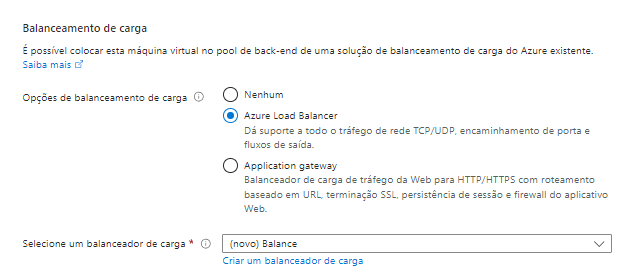 Balanceamento de carga
É possível colocar esta máquina virtual no pool de back-end de uma solução de balanceamento de carga do Azure existente.
Saiba mais
Opções de balanceamento de carga
Nenhum
Azure Load Balancer
Dá suporte a todo o tráfego de rede TCP/UDP, encaminhamento de porta e
fluxos de saída.
Application gateway
Balanceador de carga de tráfego da Web para HTTP/HTTPS com roteamento
baseado em URL, terminação SSL, persistência de sessão e firewall do aplicativo
Web.
Selecione um balanceador de carga *
(novo) Balance
Criar um balanceador de carga